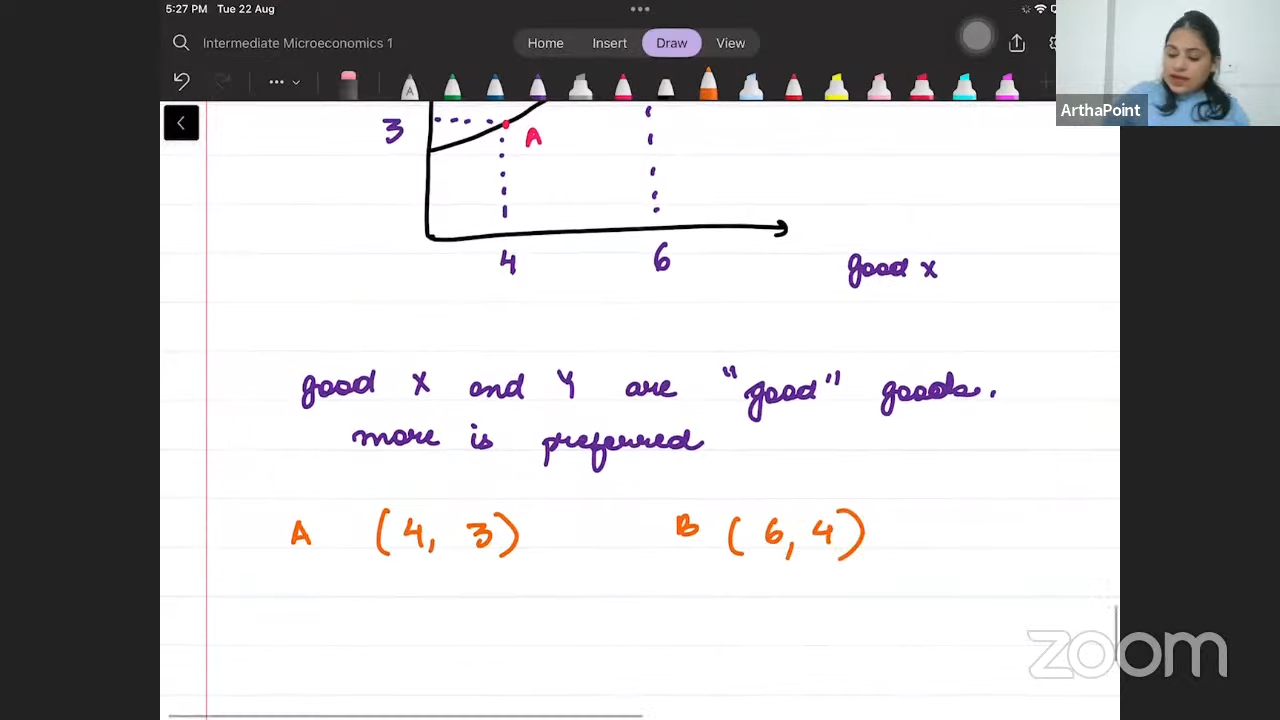 5:27 PM Tue 22 Aug
Intermediate Microeconomics 1
Home Insert Draw View
A
ArthaPoint
3
A
4 6
good x
good X and Y are "good" goods.
more is preferred
A (4, 3) B (6, 4)
zoom